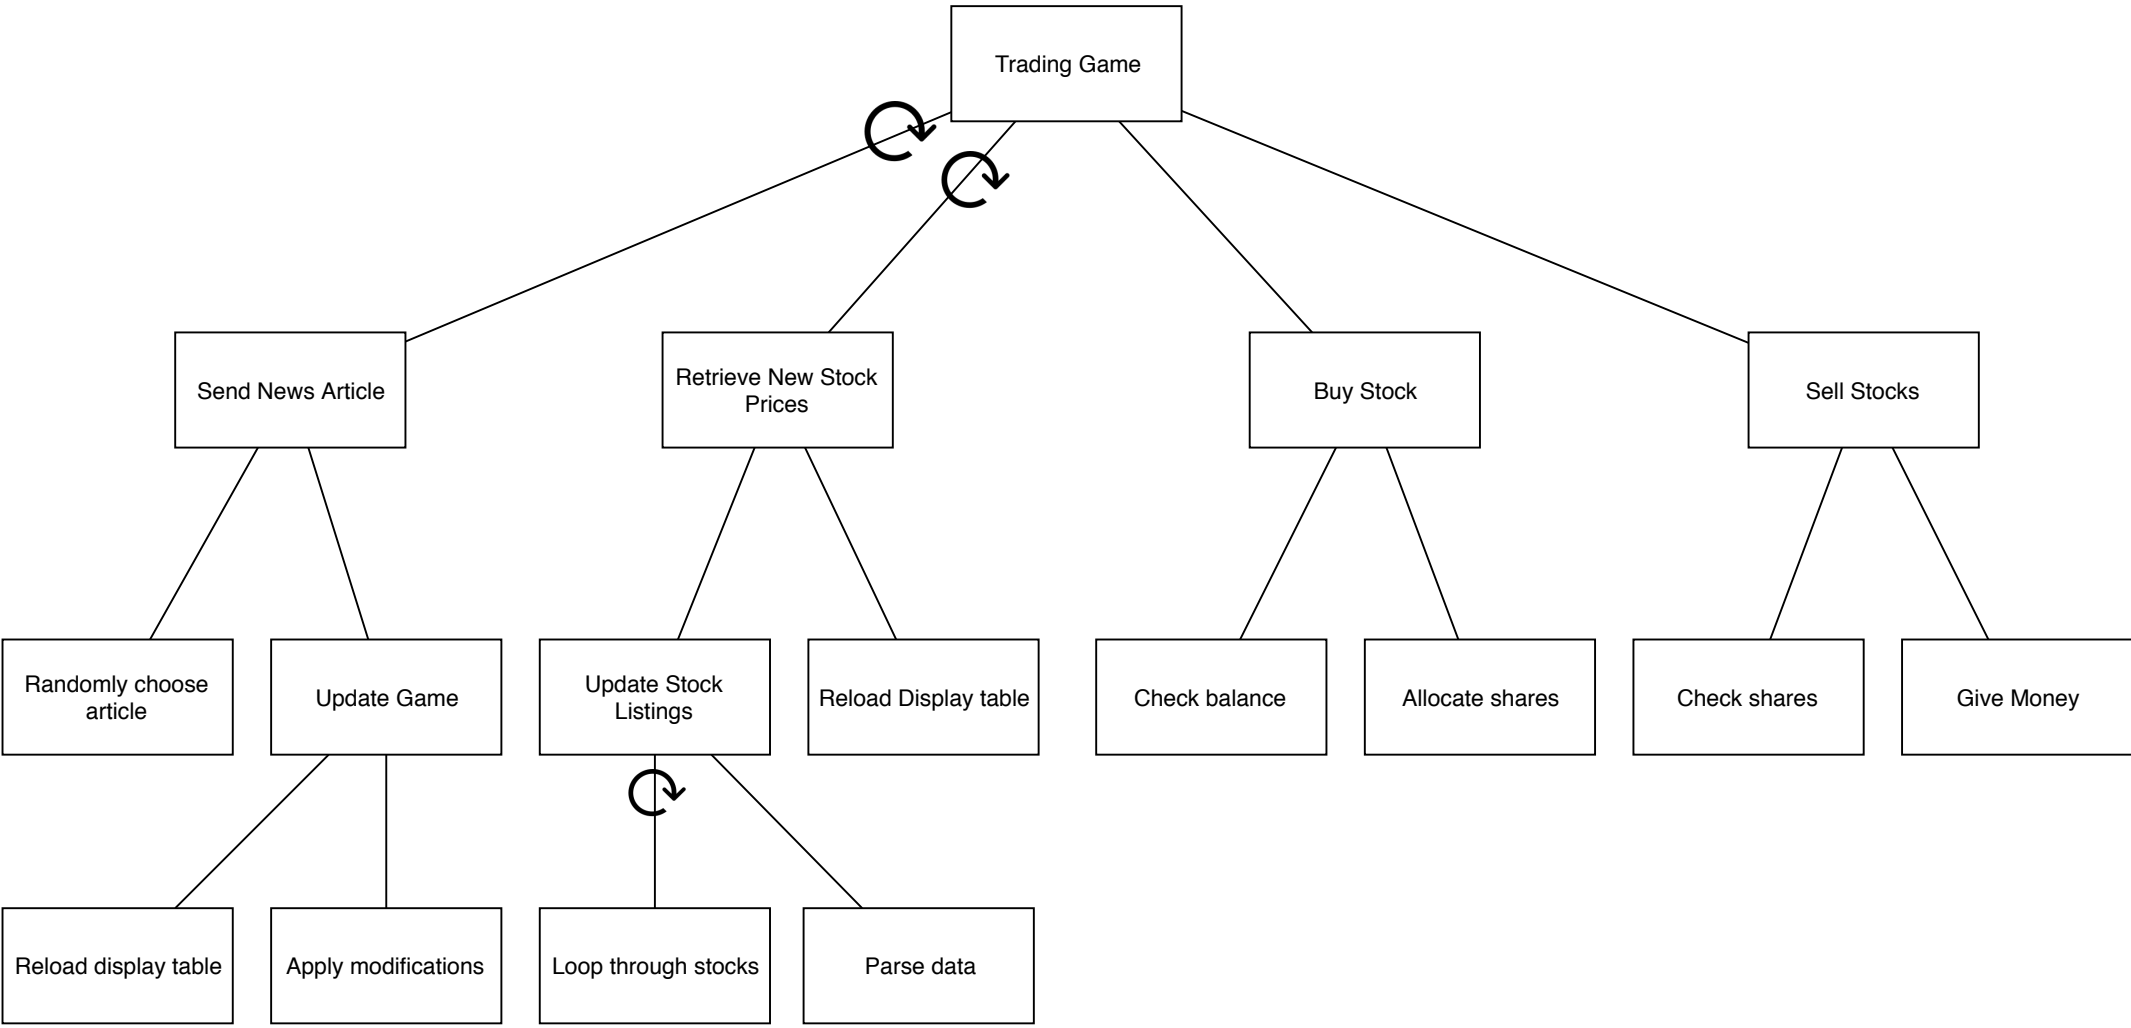 Trading Game
Send News Article
Retrieve New Stock
Prices
Buy Stock
Sell Stocks
Randomly choose
article
Update Game
Update Stock
Listings
Reload Display table
Check balance
Allocate shares
Check shares
Give Money
Reload display table
Apply modifications
Loop through stocks
Parse data